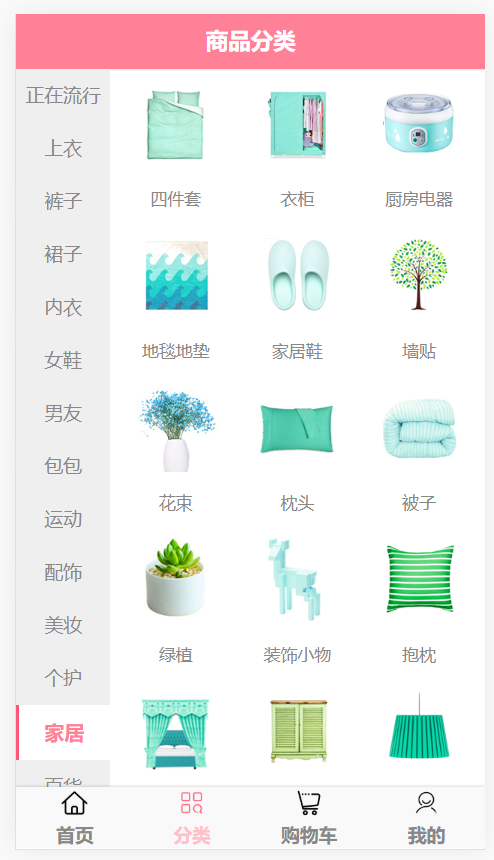 商品分类
正在流行
上衣
裤子
裙子
内衣
女鞋
男友
包包
运动
配饰
美妆
个护
家居
百货
四件套
衣柜
厨房电器
地毯地垫
家居鞋
墙贴
花束
枕头
被子
绿植
装饰小物
抱枕
首页
分类
购物车
我的